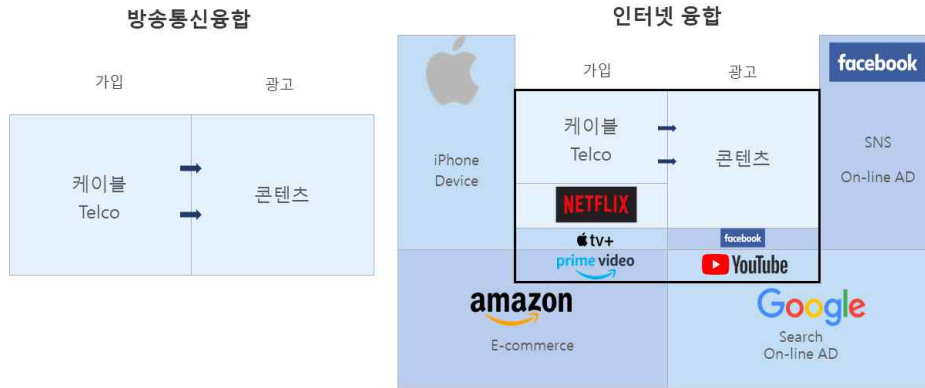 방송통신융합
가입
광고
케이블
Telco
콘텐츠
인터넷 융합
iPhone
Device
가입
광고
케이블
Telco
콘텐츠
NETFLIX
tv+
prime video
facebook
YouTube
facebook
SNS
On-line AD
amazon
E-commerce
Google
Search
On-line AD